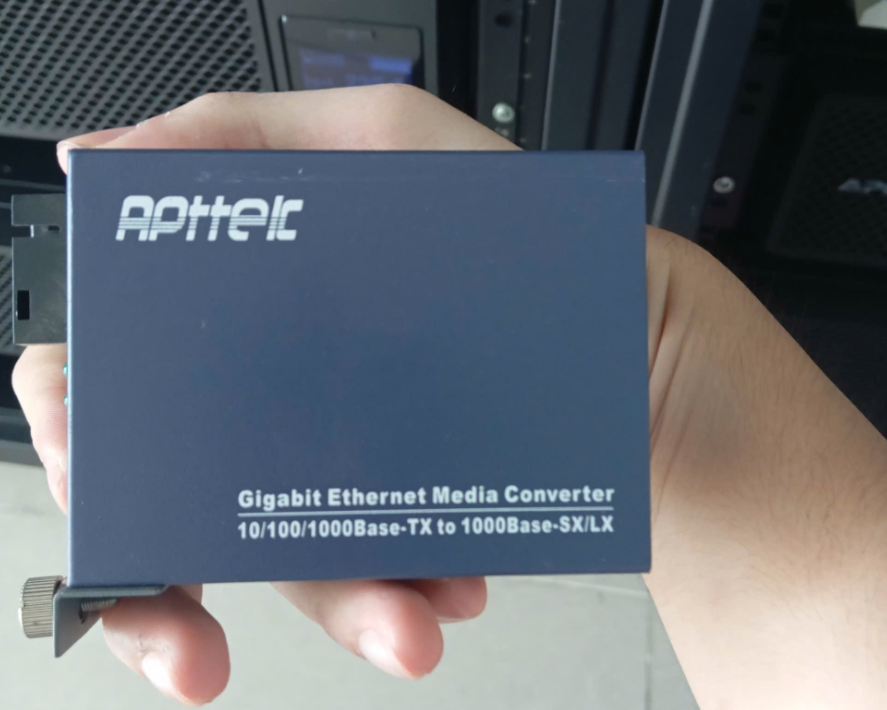 APttek
Gigabit Ethernet Media Converter
10/100/1000Base-TX to 1000Base-SX/LX